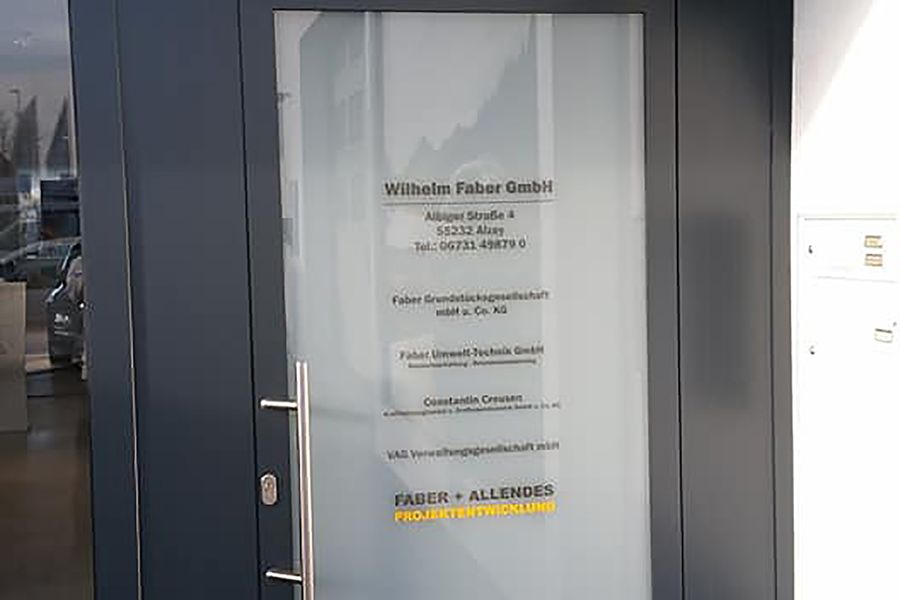 Wilhelm Faber GmbH
Albiger Straße 4
55232 Alzey
Tel.: 06731 49879 0
Faber Grundstücksgesellschaft
mbH u. Co. KG
Faber Umwelt-Technik GmbH
Constantin Creusen
VAG Verwaltungsgesellschaft mbH
FABER + ALLENDES
PROJEKTENTWICKLUNG